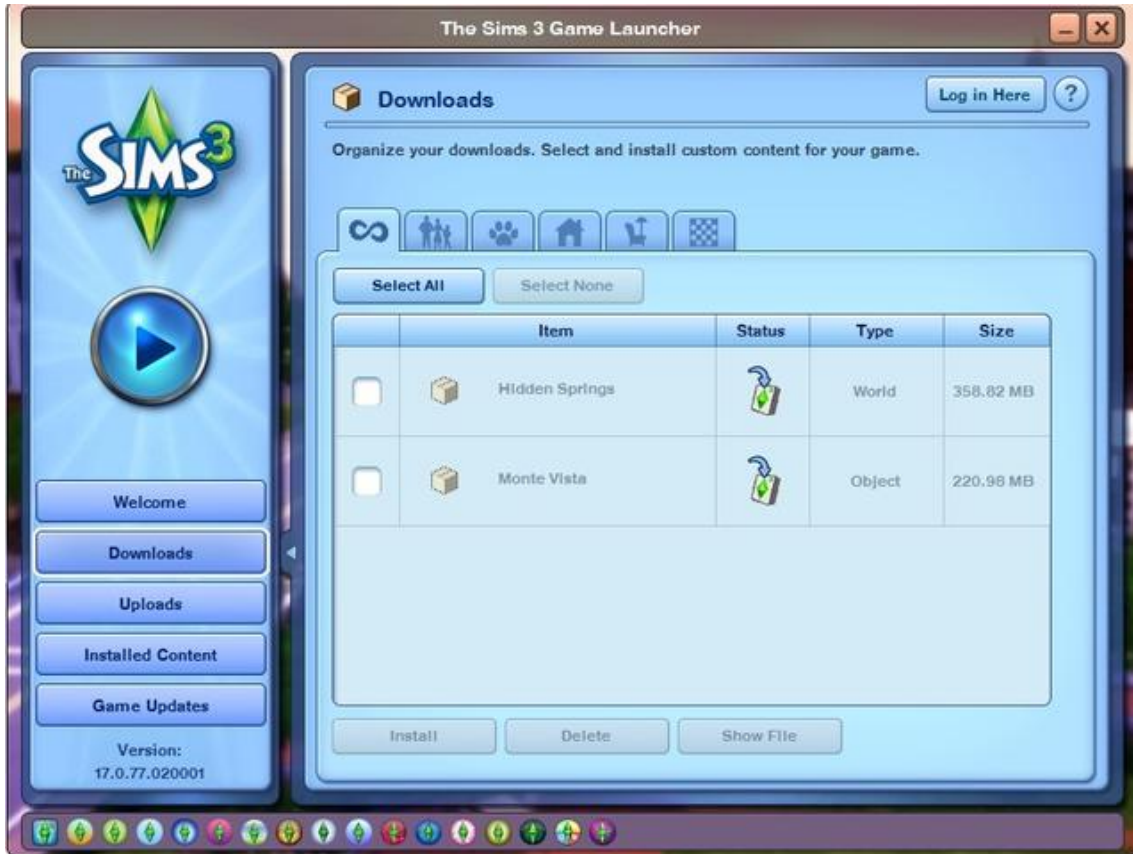 The Sims 3 Game Launcher
The SIMS 3
Downloads
Log in Here
?
Organize your downloads. Select and install custom content for your game.
Select All
Select None
Item
Status
Type
Size
Hidden Springs
World
358.82 MB
Monte Vista
Object
220.98 MB
Welcome
Downloads
Uploads
Installed Content
Game Updates
Version:
17.0.77.020001
Install
Delete
Show File